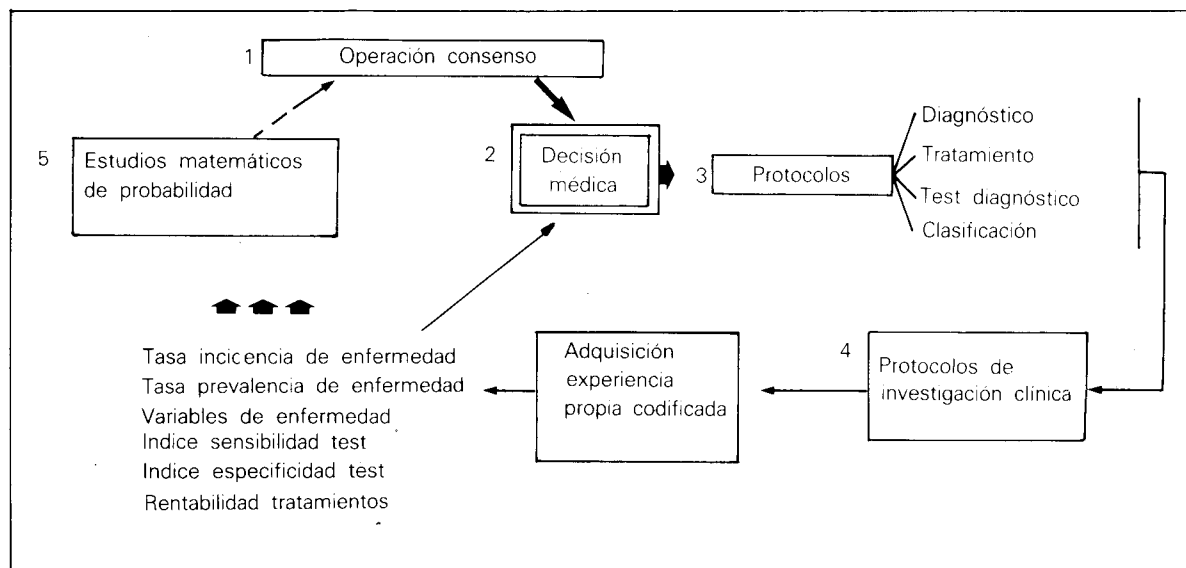 1 Operación consenso
5 Estudios matemáticos
de probabilidad
2 Decisión
médica
3 Protocolos
Diagnóstico
Tratamiento
Test diagnóstico
Clasificación
4 Protocolos de
investigación clínica
Adquisición
experiencia
propia codificada
Tasa incicencia de enfermedad
Tasa prevalencia de enfermedad
Variables de enfermedad
Indice sensibilidad test
Indice especificidad test
Rentabilidad tratamientos